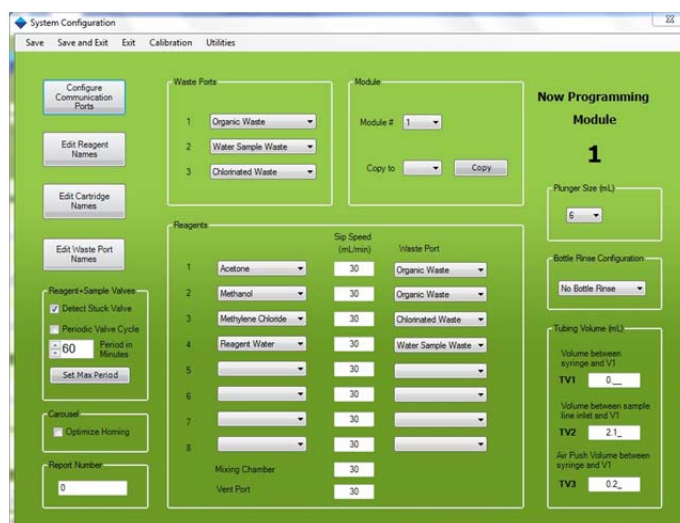 System Configuration
Save Save and Exit Exit Calibration Utilities
Configure
Communication
Ports
Edit Reagent
Names
Edit Cartridge
Names
Edit Waste Port
Names
Reagent+Sample Valves
Detect Stuck Valve
Periodic Valve Cycle
60 Period in
Minutes
Set Max Period
Carousel
Optimize Homing
Report Number
0
Waste Ports
1 Organic Waste
2 Water Sample Waste
3 Chlorinated Waste
Module
Module # 1
Copy to Copy
Reagents
Sip Speed
(mL/min) Waste Port
1 Acetone 30 Organic Waste
2 Methanol 30 Organic Waste
3 Methylene Chloride 30 Chlorinated Waste
4 Reagent Water 30 Water Sample Waste
5 30
6 30
7 30
8 30
Mixing Chamber 30
Vent Port 30
Now Programming
Module
1
Plunger Size (mL)
6
Bottle Rinse Configuration
No Bottle Rinse
Tubing Volume (mL)
Volume between
syringe and V1
TV1 0.__
Volume between sample
line inlet and V1
TV2 2.1_
Air Push Volume between
syringe and V1
TV3 0.2_